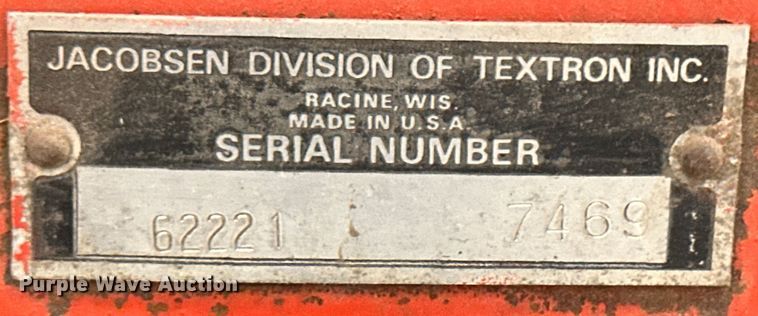 JACOBSEN DIVISION OF TEXTRON INC.
RACINE, WIS.
MADE IN U.S.A
SERIAL NUMBER
62221 7469
Purple Wave Auction